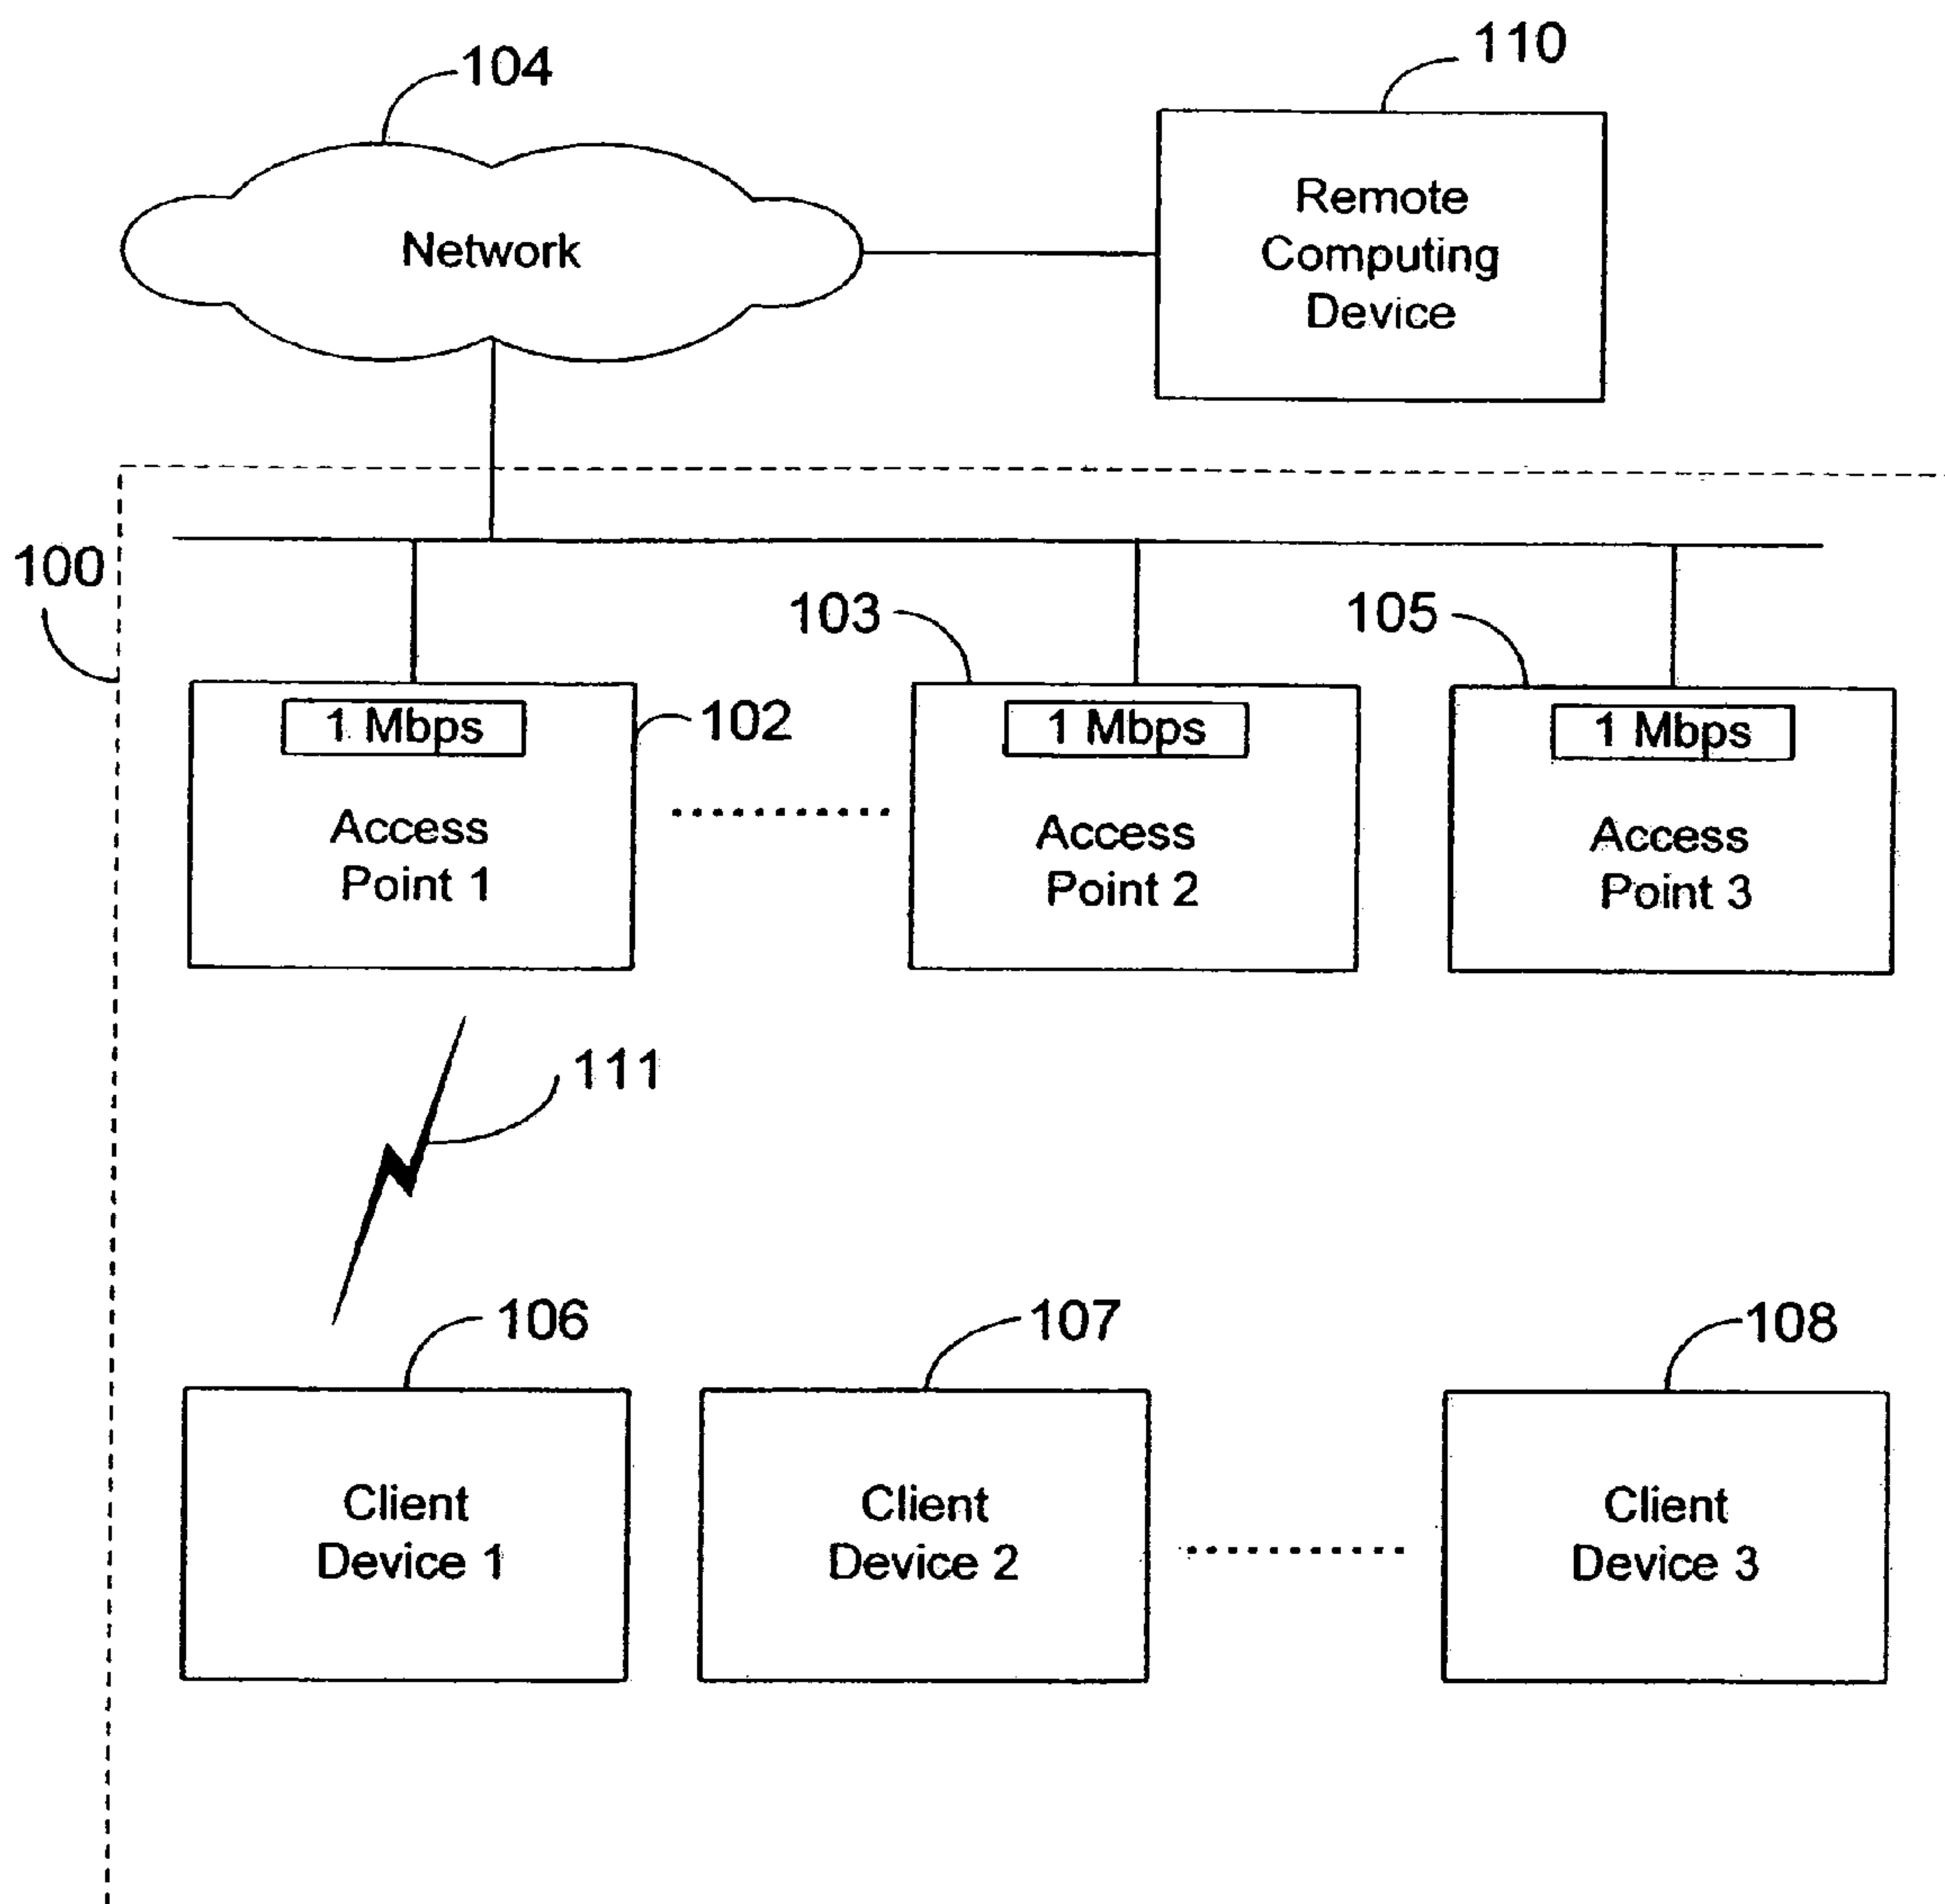 104
110
Network
Remote
Computing
Device
100
103
105
1 Mbps
102
1 Mbps
1 Mbps
Access
Point 1
Access
Point 2
Access
Point 3
111
106
107
108
Client
Device 1
Client
Device 2
Client
Device 3